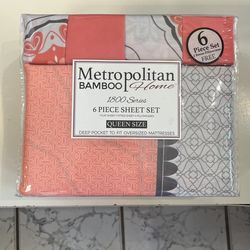 6
Piece Set
FREE
Metropolitan
BAMBOO Home
1800 Series
6 PIECE SHEET SET
QUEEN SIZE
DEEP POCKET TO FIT OVERSIZED MATTRESSES